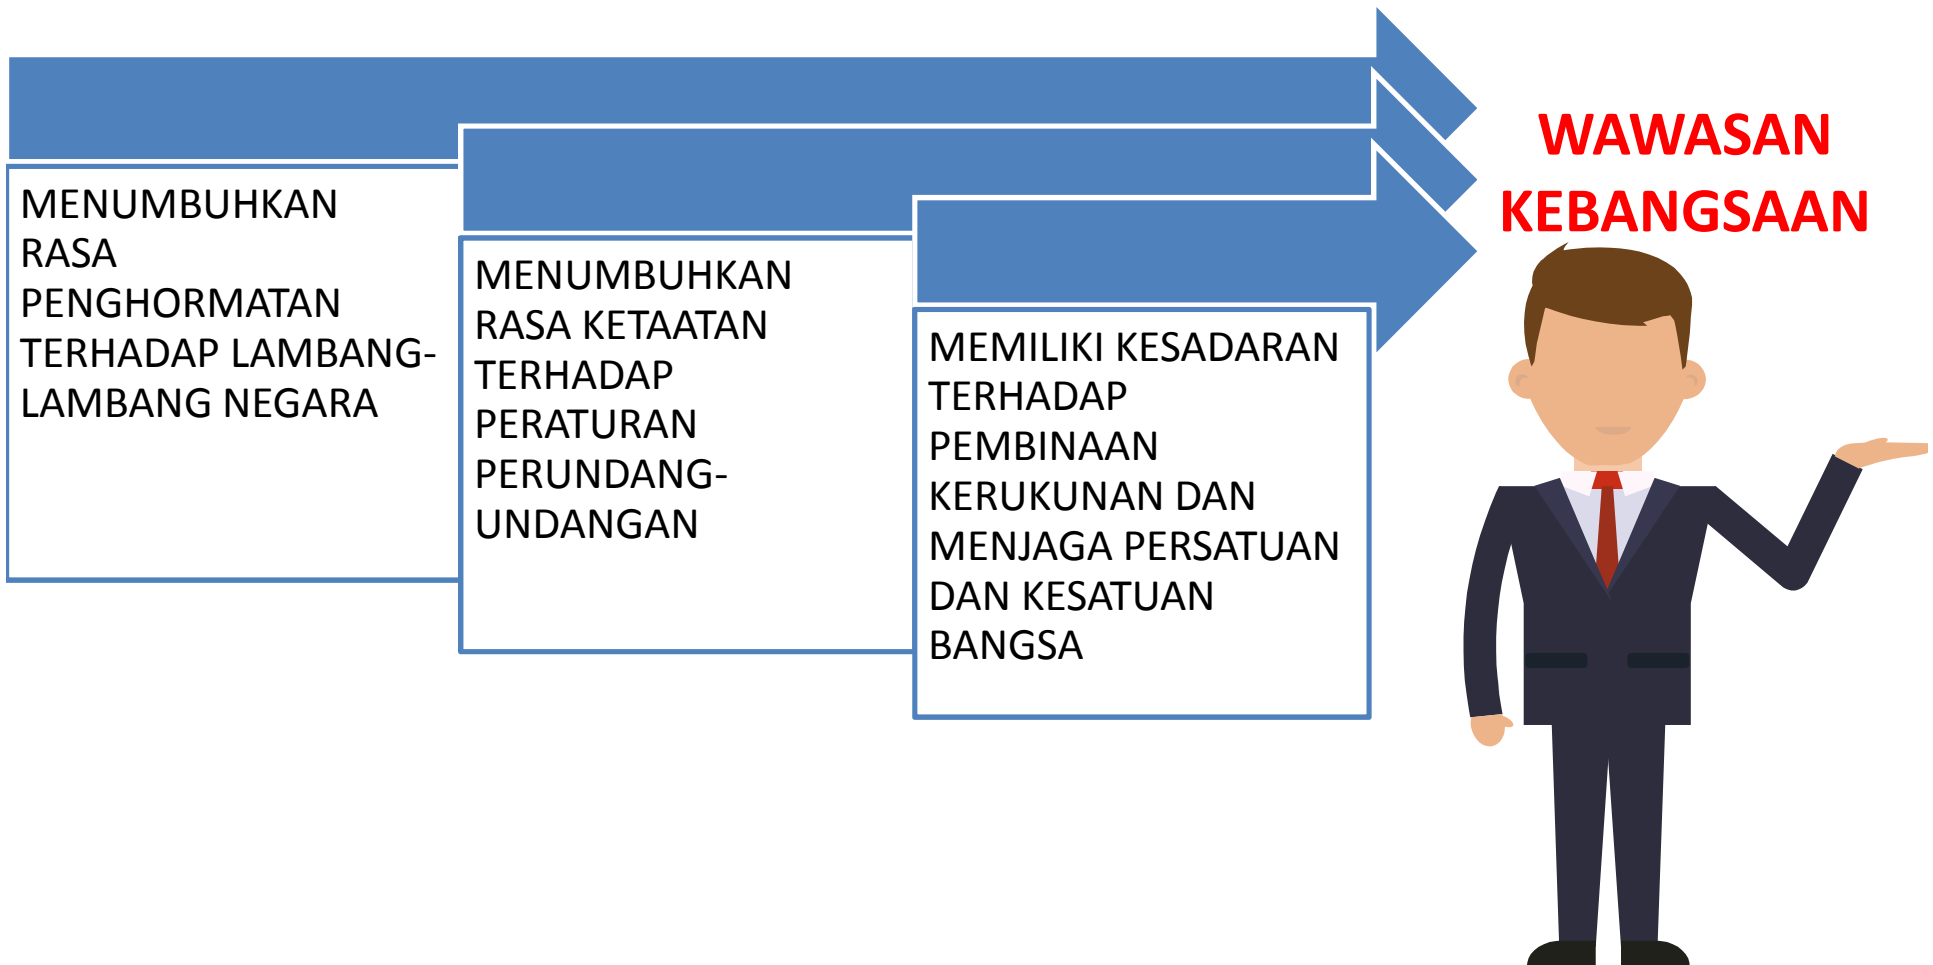 WAWASAN
KEBANGSAAN
MENUMBUHKAN
RASA
PENGHORMATAN
TERHADAP LAMBANG-
LAMBANG NEGARA
MENUMBUHKAN
RASA KETAATAN
TERHADAP
PERATURAN
PERUNDANG-
UNDANGAN
MEMILIKI KESADARAN
TERHADAP
PEMBINAAN
KERUKUNAN DAN
MENJAGA PERSATUAN
DAN KESATUAN
BANGSA